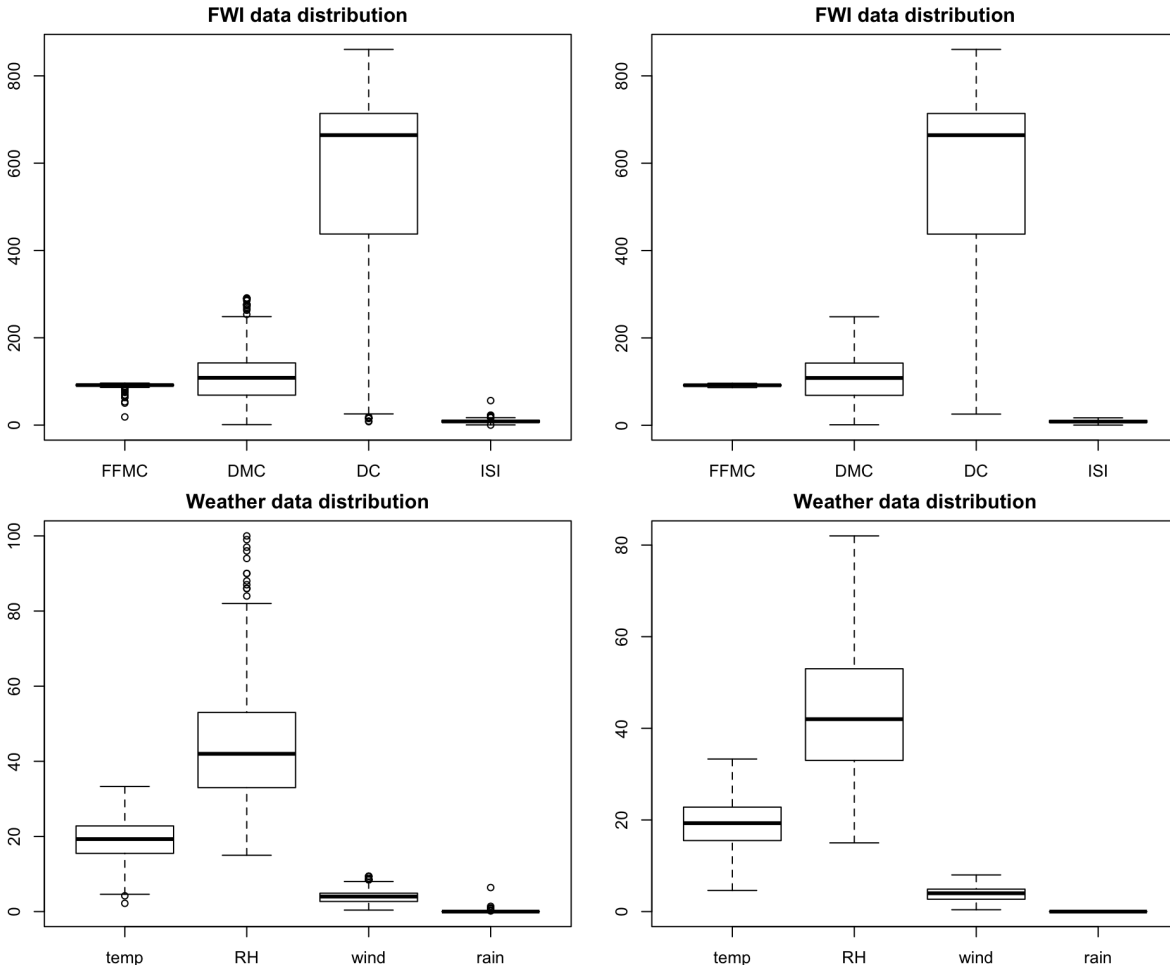 FWI data distribution
800
600
400
200
0
FFMC DMC DC ISI
FWI data distribution
800
600
400
200
0
FFMC DMC DC ISI
Weather data distribution
100
80
60
40
20
0
temp RH wind rain
Weather data distribution
80
60
40
20
0
temp RH wind rain